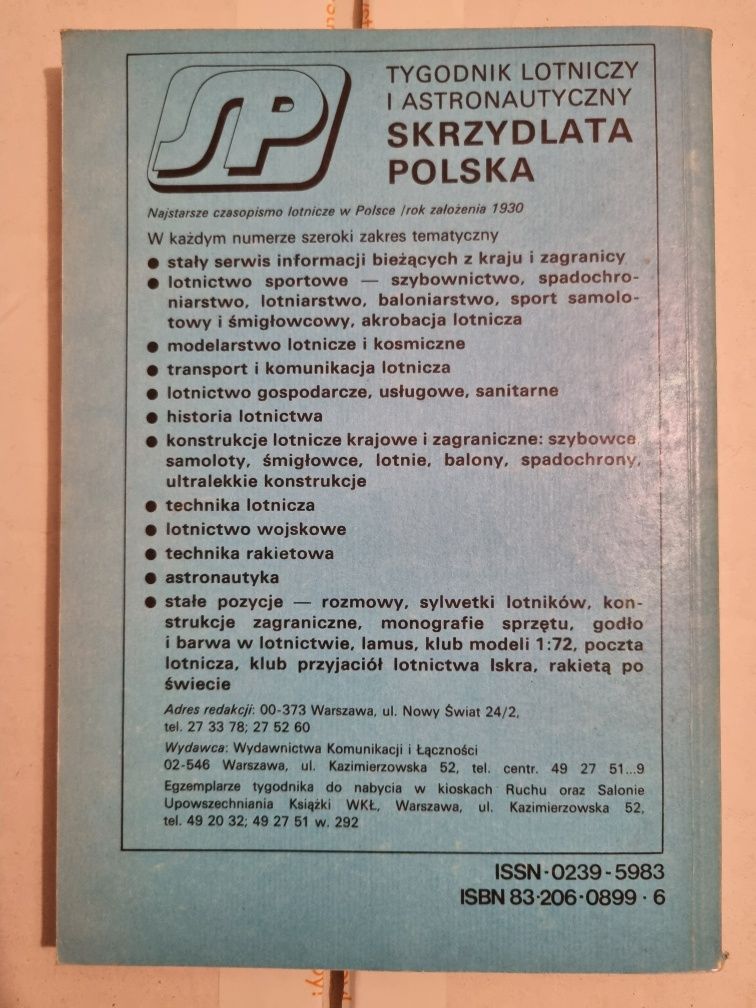 SP
TYGODNIK LOTNICZY
I ASTRONAUTYCZNY
SKRZYDLATA
POLSKA
Najstarsze czasopismo lotnicze w Polsce /rok założenia 1930
W każdym numerze szeroki zakres tematyczny
● stały serwis informacji bieżących z kraju i zagranicy
● lotnictwo sportowe — szybownictwo, spadochro-
niarstwo, lotniarstwo, baloniarstwo, sport samolo-
towy i śmigłowcowy, akrobacja lotnicza
● modelarstwo lotnicze i kosmiczne
● transport i komunikacja lotnicza
● lotnictwo gospodarcze, usługowe, sanitarne
● historia lotnictwa
● konstrukcje lotnicze krajowe i zagraniczne: szybowce,
samoloty, śmigłowce, lotnie, balony, spadochrony,
ultralekkie konstrukcje
● technika lotnicza
● lotnictwo wojskowe
● technika rakietowa
● astronautyka
● stałe pozycje — rozmowy, sylwetki lotników, kon-
strukcje zagraniczne, monografie sprzętu, godło
i barwa w lotnictwie, lamus, klub modeli 1:72, poczta
lotnicza, klub przyjaciół lotnictwa Iskra, rakietą po
świecie
Adres redakcji: 00-373 Warszawa, ul. Nowy Świat 24/2,
tel. 27 33 78; 27 52 60
Wydawca: Wydawnictwa Komunikacji i Łączności
02-546 Warszawa, ul. Kazimierzowska 52, tel. centr. 49 27 51...9
Egzemplarze tygodnika do nabycia w kioskach Ruchu oraz Salonie
Upowszechniania Książki WKŁ, Warszawa, ul. Kazimierzowska 52,
tel. 49 20 32; 49 27 51 w. 292
ISSN-0239-5983
ISBN 83-206-0899-6